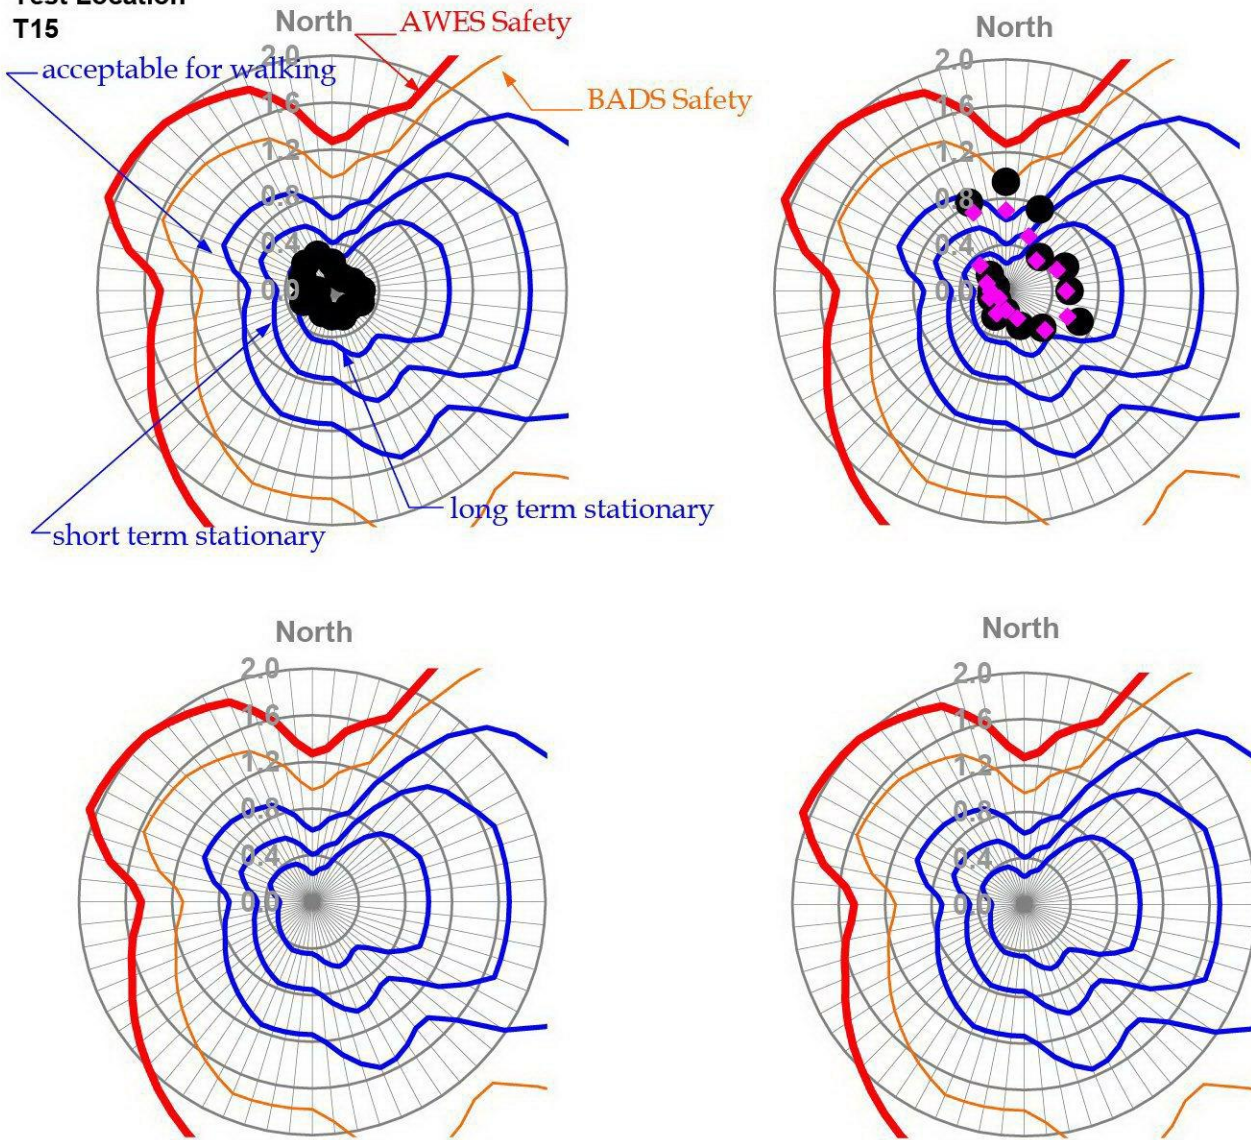 Test Location
T15
North
AWES Safety
acceptable for walking
BADS Safety
2.0
1.6
1.2
0.8
0.4
0.0
short term stationary
long term stationary
North
2.0
1.6
1.2
0.8
0.4
0.0
North
2.0
1.6
1.2
0.8
0.4
0.0
North
2.0
1.6
1.2
0.8
0.4
0.0